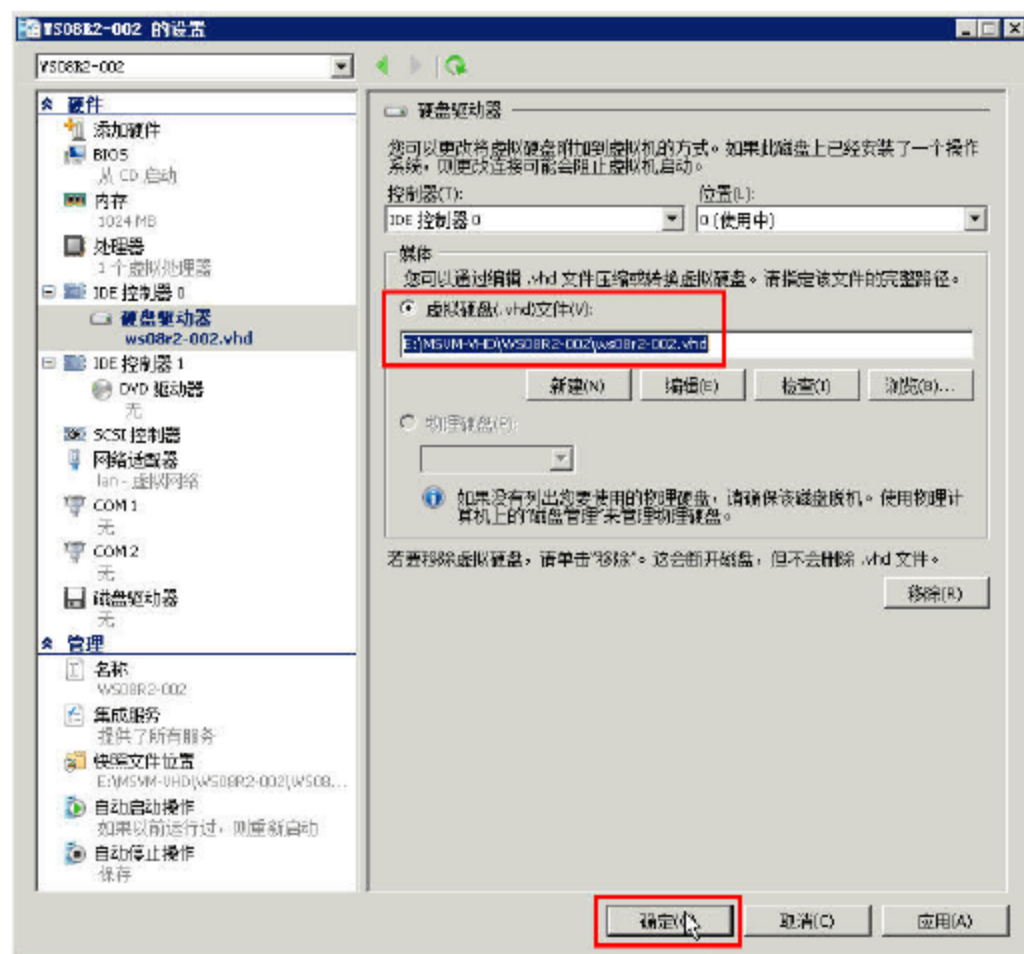 WS08R2-002 的设置
WS08R2-002
硬件
添加硬件
BIOS
从 CD 启动
内存
1024 MB
处理器
1 个虚拟处理器
IDE 控制器 0
硬盘驱动器
ws08r2-002.vhd
IDE 控制器 1
DVD 驱动器
无
SCSI 控制器
网络适配器
lan - 虚拟网络
COM 1
无
COM 2
无
磁盘驱动器
无
管理
名称
WS08R2-002
集成服务
提供了所有服务
快照文件位置
E:\MSVM-VHD\WS08R2-002\WS08...
自动启动操作
如果以前运行过，则重新启动
自动停止操作
保存
硬盘驱动器
您可以更改将虚拟硬盘附加到虚拟机的方式。如果此磁盘上已经安装了一个操作
系统，则更改连接可能会阻止虚拟机启动。
控制器(T):
位置(L):
IDE 控制器 0
0 (使用中)
媒体
您可以通过编辑 .vhd 文件压缩或转换虚拟硬盘。请指定该文件的完整路径。
虚拟硬盘(.vhd)文件(V):
E:\MSVM-VHD\WS08R2-002\ws08r2-002.vhd
新建(N)
编辑(E)
检查(I)
浏览(B)...
物理硬盘(P):
如果没有列出您要使用的物理硬盘，请确保该磁盘脱机。使用物理计
算机上的"磁盘管理"来管理物理硬盘。
若要移除虚拟硬盘，请单击"移除"。这会断开磁盘，但不会删除 .vhd 文件。
移除(R)
确定
取消(C)
应用(A)